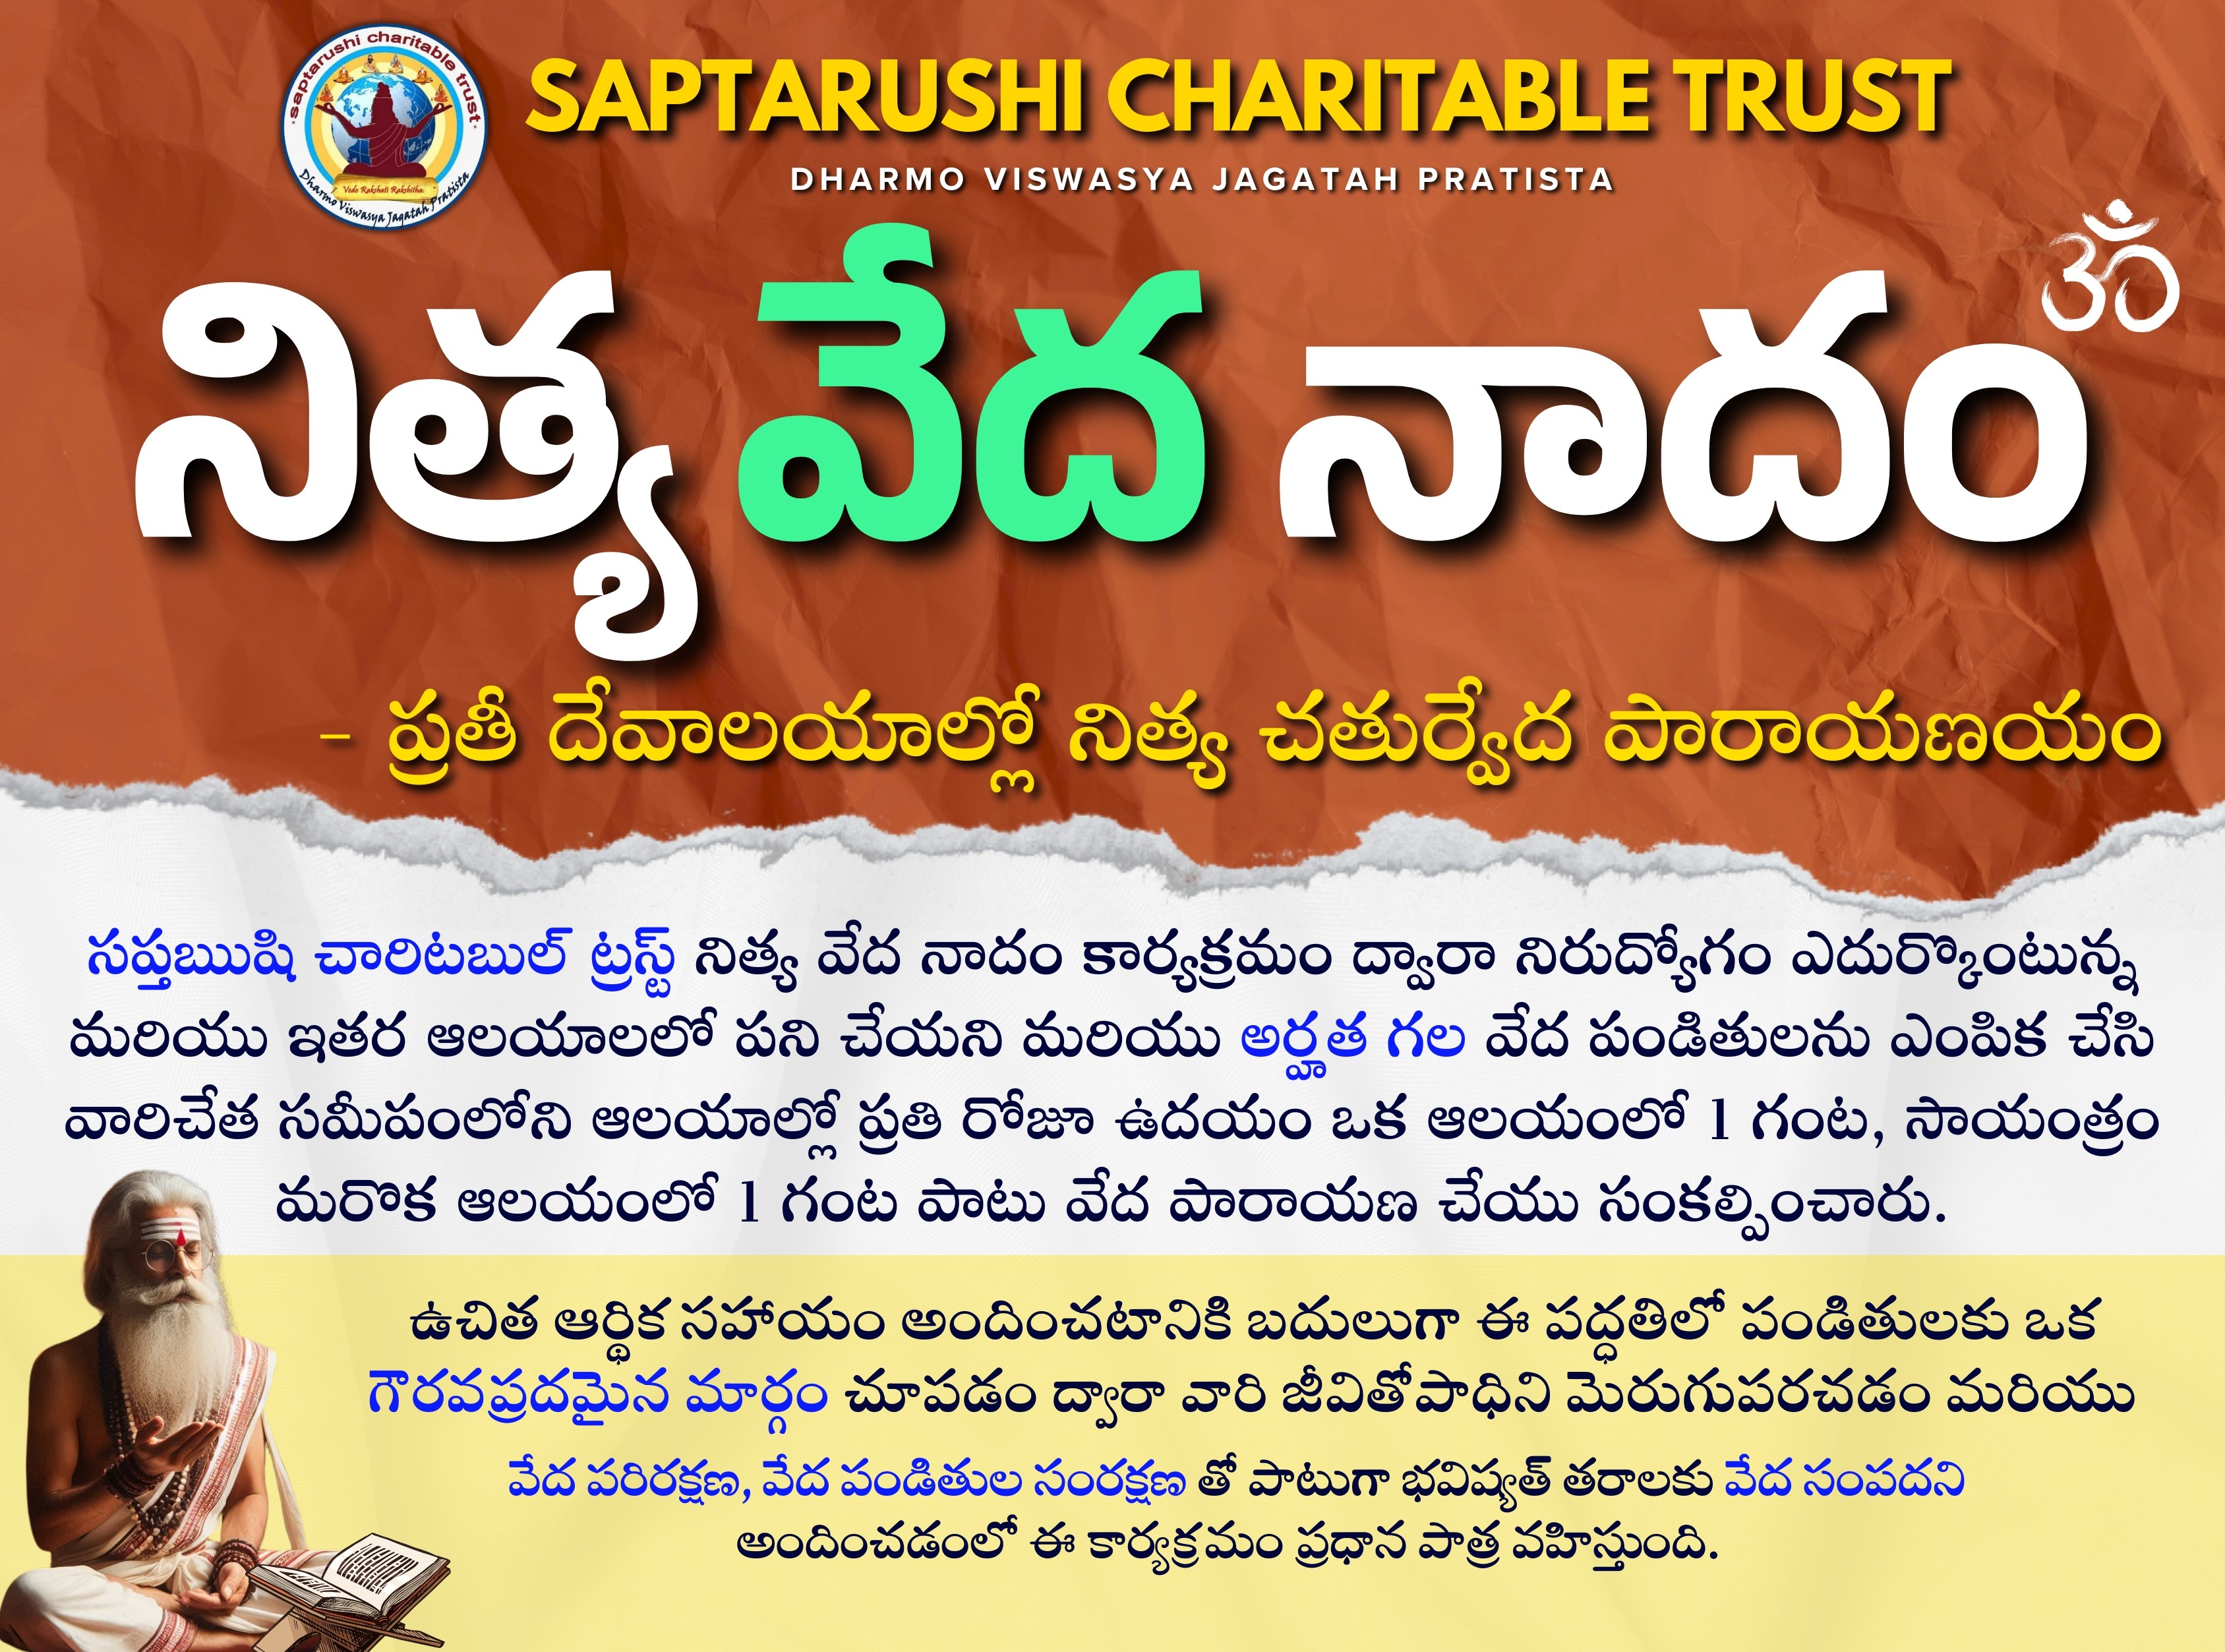 saptarushi charitable trust
Vedo Rakshati Rakshitha:
Dharmo Viswasya Jagatah Pratista
SAPTARUSHI CHARITABLE TRUST
DHARMO VISWASYA JAGATAH PRATISTA
ॐ
నిత్య వేద నాదం
- ప్రతీ దేవాలయాల్లో నిత్య చతుర్వేద పారాయణయం
సప్తఋషి చారిటబుల్ ట్రస్ట్ నిత్య వేద నాదం కార్యక్రమం ద్వారా నిరుద్యోగం ఎదుర్కొంటున్న
మరియు ఇతర ఆలయాలలో పని చేయని మరియు అర్హత గల వేద పండితులను ఎంపిక చేసి
వారిచేత సమీపంలోని ఆలయాల్లో ప్రతి రోజూ ఉదయం ఒక ఆలయంలో 1 గంట, సాయంత్రం
మరొక ఆలయంలో 1 గంట పాటు వేద పారాయణ చేయు సంకల్పించారు.
ఉచిత ఆర్థిక సహాయం అందించటానికి బదులుగా ఈ పద్ధతిలో పండితులకు ఒక
గౌరవప్రదమైన మార్గం చూపడం ద్వారా వారి జీవితోపాధిని మెరుగుపరచడం మరియు
వేద పరిరక్షణ, వేద పండితుల సంరక్షణ తో పాటుగా భవిష్యత్ తరాలకు వేద సంపదని
అందించడంలో ఈ కార్యక్రమం ప్రధాన పాత్ర వహిస్తుంది.